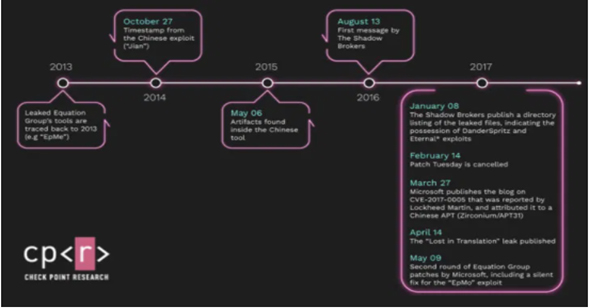 October 27
Timestamp from
the Chinese exploit
("Jian")
August 13
First message by
The Shadow
Brokers
2013
2015
2017
2014
2016
Leaked Equation
Group's tools are
traced back to 2013
(e.g "EpMe")
May 06
Artifacts found
inside the Chinese
tool
January 08
The Shadow Brokers publish a directory
listing of the leaked files, indicating the
possession of DanderSpritz and
Eternal* exploits
February 14
Patch Tuesday is cancelled
March 27
Microsoft publishes the blog on
CVE-2017-0005 that was reported by
Lockheed Martin, and attributed it to a
Chinese APT (Zirconium/APT31)
April 14
The "Lost in Translation" leak published
May 09
Second round of Equation Group
patches by Microsoft, including a silent
fix for the "EpMo" exploit
cp<r>
CHECK POINT RESEARCH